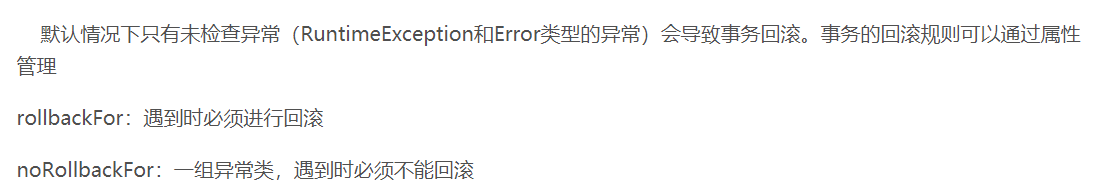 默认情况下只有未检查异常（RuntimeException和Error类型的异常）会导致事务回滚。事务的回滚规则可以通过属性
管理
rollbackFor：遇到时必须进行回滚
noRollbackFor：一组异常类，遇到时必须不能回滚